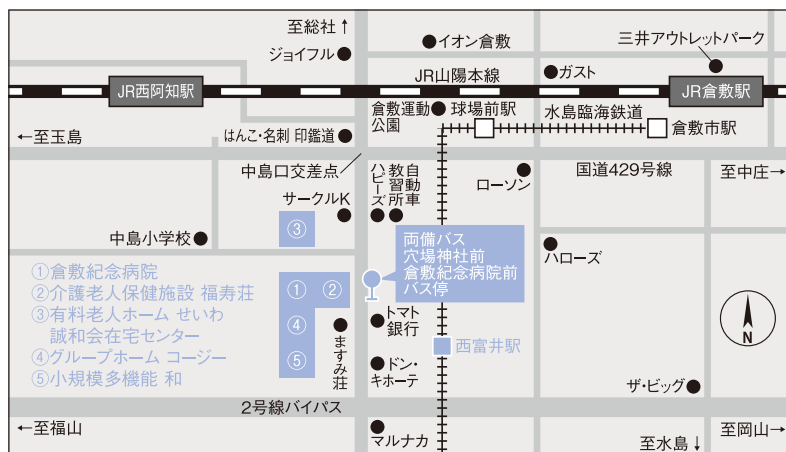 至総社↑
ジョイフル
イオン倉敷
三井アウトレットパーク
JR山陽本線
ガスト
JR西阿知駅
JR倉敷駅
倉敷運動
公園
球場前駅
水島臨海鉄道
倉敷市駅
←至玉島
はんこ・名刺 印鑑道
中島口交差点
国道429号線
至中庄→
サークルK
ハピーズ
自動車
教習所
ローソン
中島小学校
③
両備バス
穴場神社前
倉敷紀念病院前
バス停
ハローズ
①倉敷紀念病院
②介護老人保健施設 福寿荘
③有料老人ホーム せいわ
誠和会在宅センター
④グループホーム コージー
⑤小規模多機能 和
①
②
④
⑤
ますみ荘
トマト
銀行
西富井駅
ドン・
キホーテ
ザ・ビッグ
N
2号線バイパス
←至福山
マルナカ
至水島↓
至岡山→